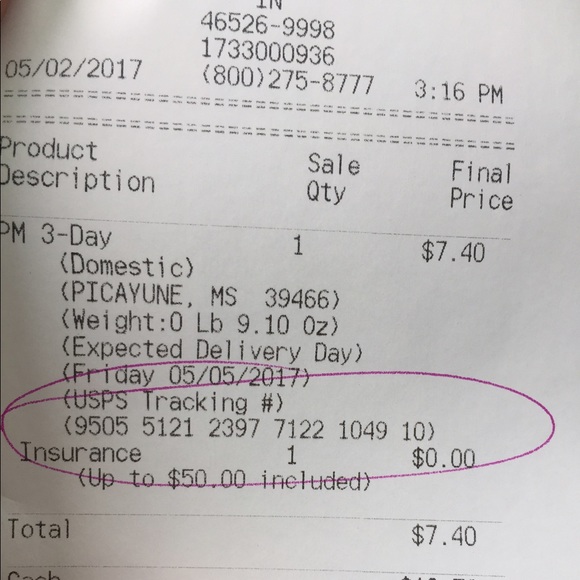 IN
46526-9998
1733000936
05/02/2017 (800)275-8777 3:16 PM
Product Sale Final
Description Qty Price
PM 3-Day 1 $7.40
(Domestic)
(PICAYUNE, MS 39466)
(Weight:0 Lb 9.10 Oz)
(Expected Delivery Day)
(Friday 05/05/2017)
(USPS Tracking #)
(9505 5121 2397 7122 1049 10)
Insurance 1 $0.00
(Up to $50.00 included)
Total $7.40
Cash